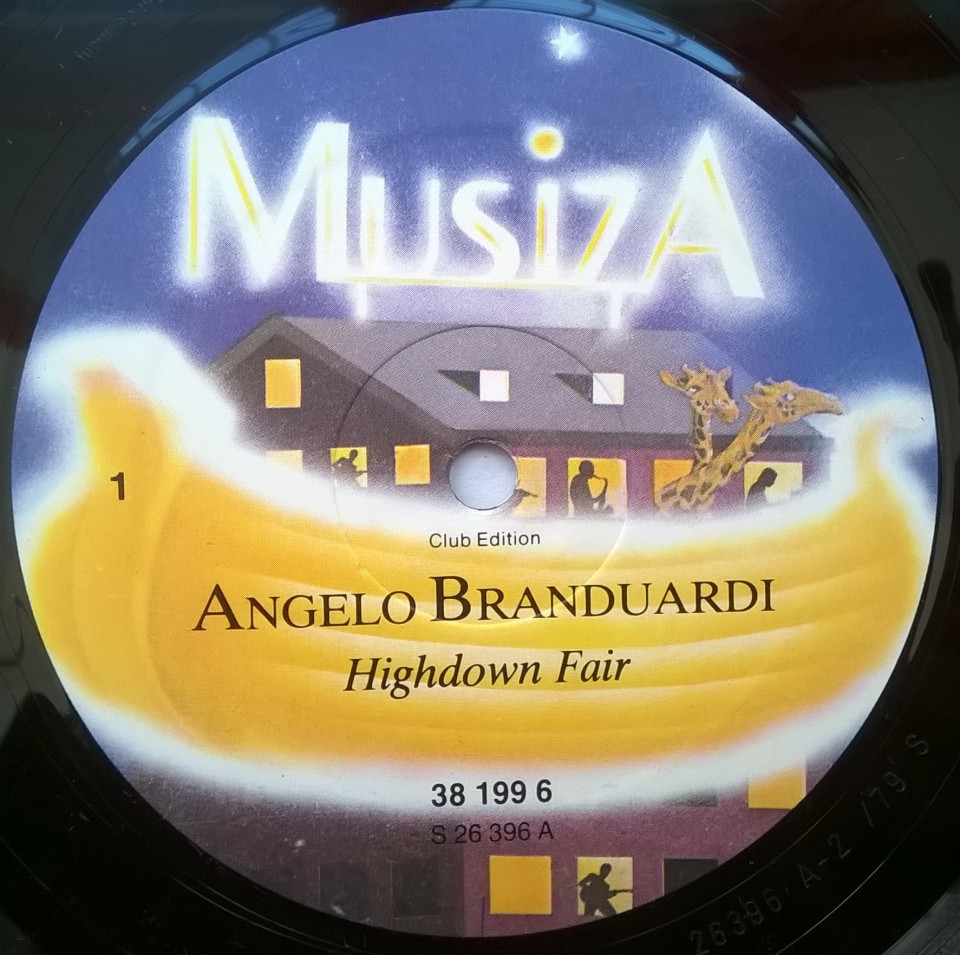 MusizA
1
Club Edition
ANGELO BRANDUARDI
Highdown Fair
38 199 6
S 26 396 A
26396·A-2 /79' S